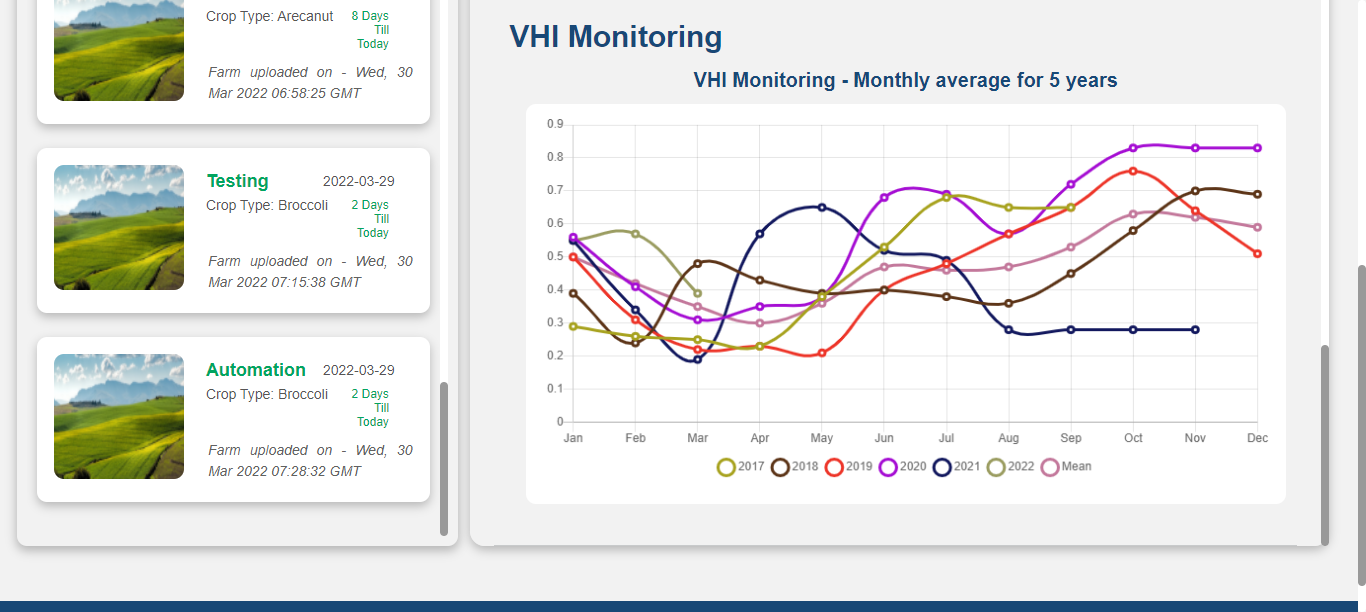 Crop Type: Arecanut
8 Days
Till
Today
Farm uploaded on - Wed, 30
Mar 2022 06:58:25 GMT
Testing
2022-03-29
Crop Type: Broccoli
2 Days
Till
Today
Farm uploaded on - Wed, 30
Mar 2022 07:15:38 GMT
Automation
2022-03-29
Crop Type: Broccoli
2 Days
Till
Today
Farm uploaded on - Wed, 30
Mar 2022 07:28:32 GMT
VHI Monitoring
VHI Monitoring - Monthly average for 5 years
0.9
0.8
0.7
0.6
0.5
0.4
0.3
0.2
0.1
0
Jan Feb Mar Apr May Jun Jul Aug Sep Oct Nov Dec
2017 2018 2019 2020 2021 2022 Mean